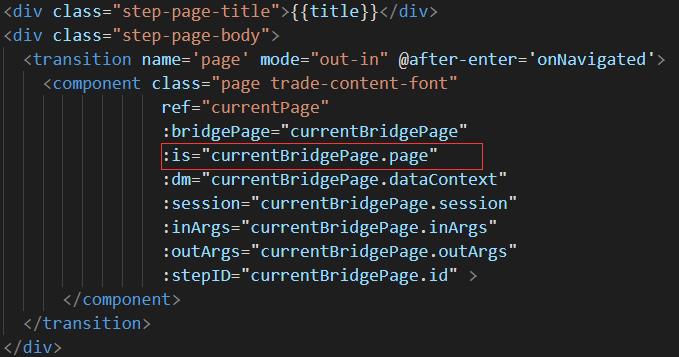 <div class="step-page-title">{{title}}</div>
<div class="step-page-body">
<transition name='page' mode="out-in" @after-enter='onNavigated'>
<component class="page trade-content-font"
ref="currentPage"
:bridgePage="currentBridgePage"
:is="currentBridgePage.page"
:dm="currentBridgePage.dataContext"
:session="currentBridgePage.session"
:inArgs="currentBridgePage.inArgs"
:outArgs="currentBridgePage.outArgs"
:stepID="currentBridgePage.id" >
</component>
</transition>
</div>